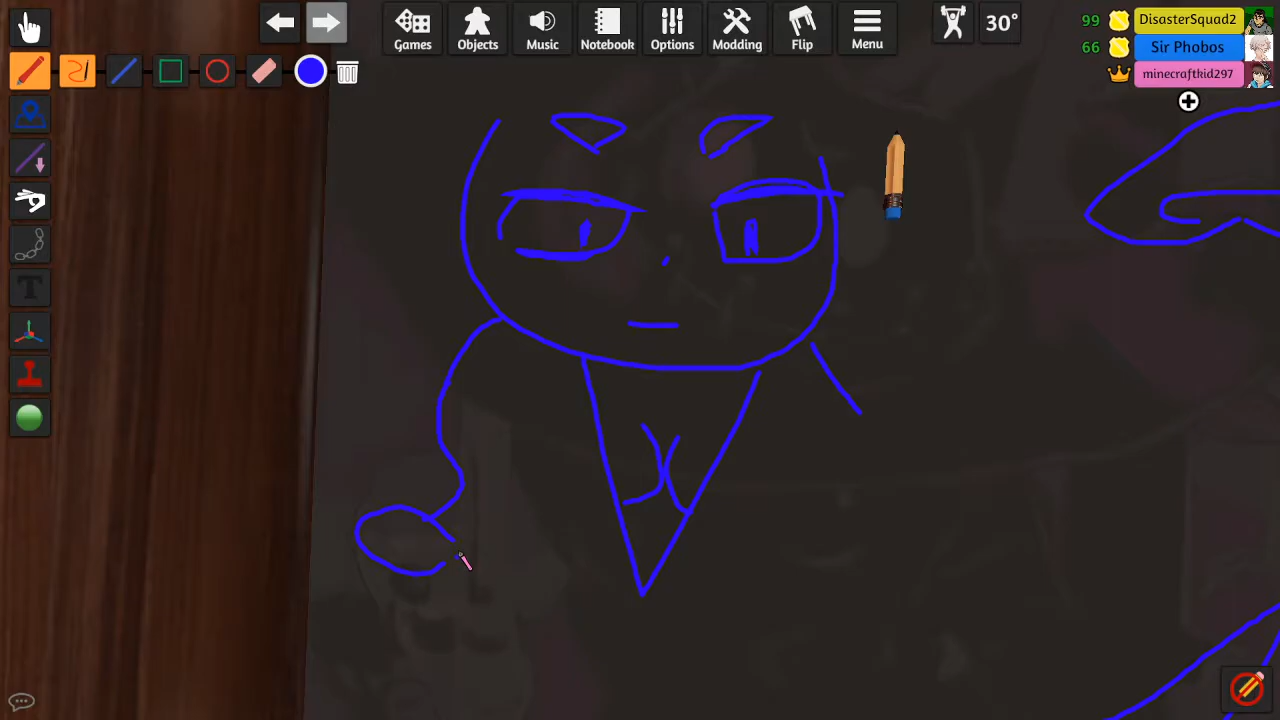 Games
Objects
Music
Notebook
Options
Modding
Flip
Menu
30°
99 DisasterSquad2
66 Sir Phobos
minecraftkid297
T